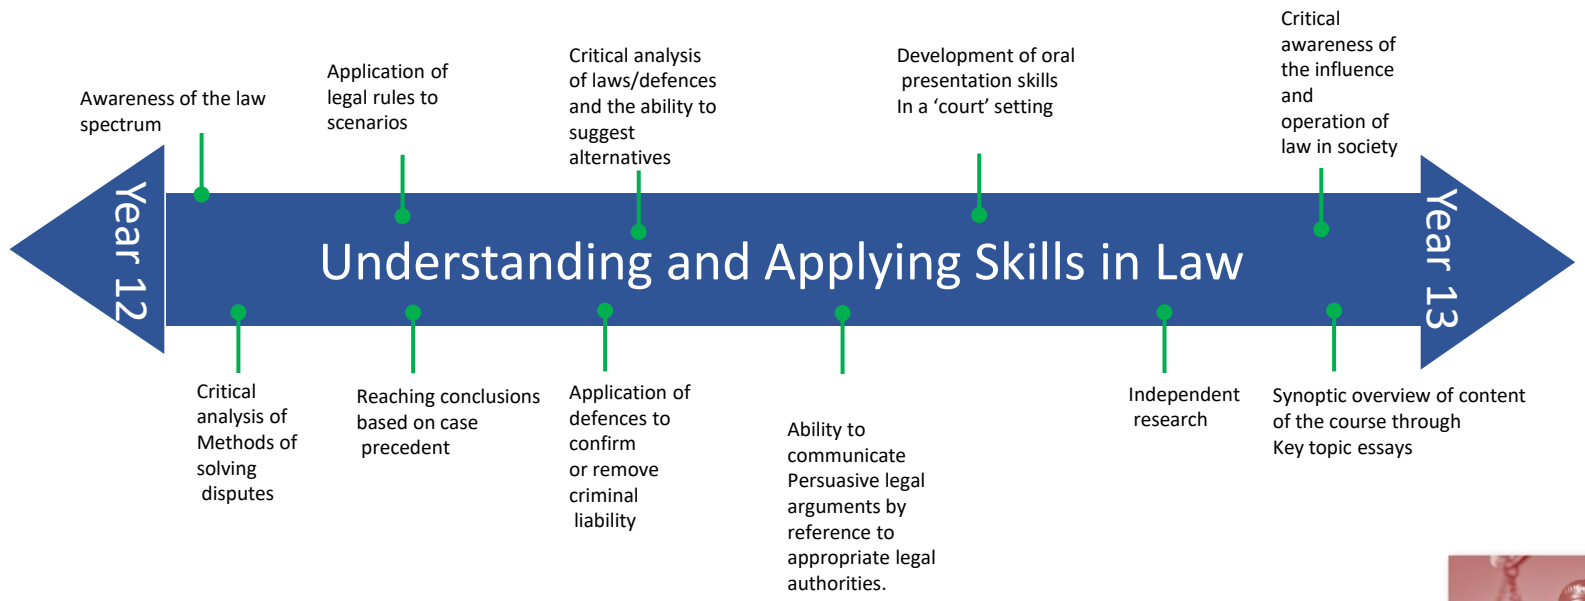 Awareness of the law
spectrum
Application of
legal rules to
scenarios
Critical analysis
of laws/defences
and the ability to
suggest
alternatives
Development of oral
presentation skills
In a ‘court’ setting
Critical
awareness of
the influence
and
operation of
law in society
Year 12
Understanding and Applying Skills in Law
Year 13
Critical
analysis of
Methods of
solving
disputes
Reaching conclusions
based on case
precedent
Application of
defences to
confirm
or remove
criminal
liability
Ability to
communicate
Persuasive legal
arguments by
reference to
appropriate legal
authorities.
Independent
research
Synoptic overview of content
of the course through
Key topic essays